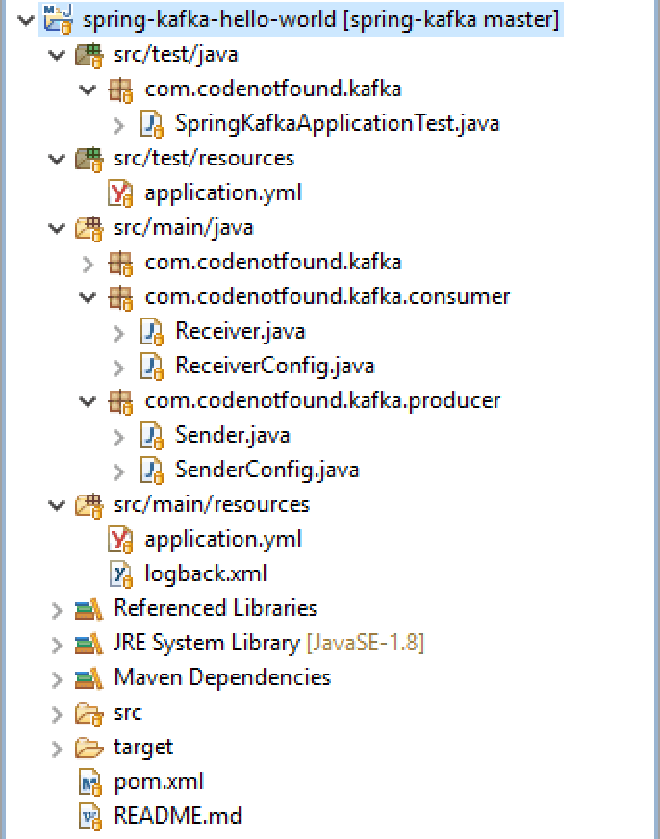 spring-kafka-hello-world [spring-kafka master]
src/test/java
com.codenotfound.kafka
SpringKafkaApplicationTest.java
src/test/resources
application.yml
src/main/java
com.codenotfound.kafka
com.codenotfound.kafka.consumer
Receiver.java
ReceiverConfig.java
com.codenotfound.kafka.producer
Sender.java
SenderConfig.java
src/main/resources
application.yml
logback.xml
Referenced Libraries
JRE System Library [JavaSE-1.8]
Maven Dependencies
src
target
pom.xml
README.md